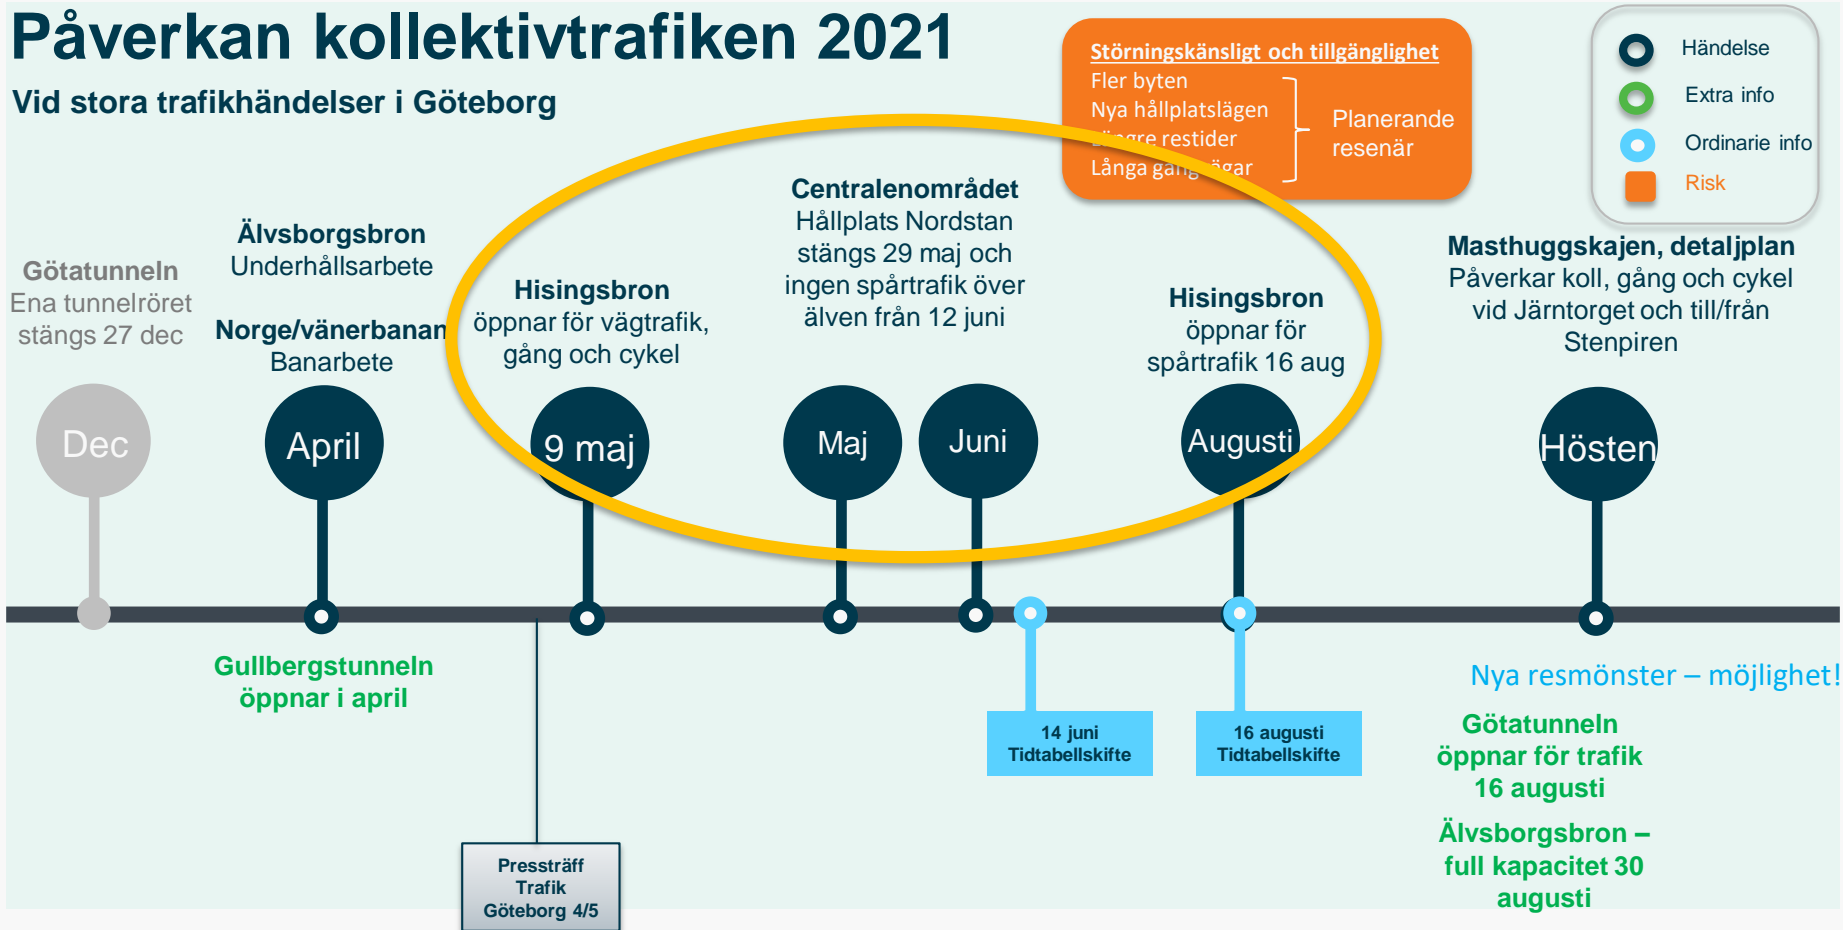 Påverkan kollektivtrafiken 2021
Vid stora trafikhändelser i Göteborg
Störningskänsligt och tillgänglighet
Fler byten
Nya hållplatslägen
Längre restider
Långa gångvägar
Planerande
resenär
Händelse
Extra info
Ordinarie info
Risk
Götatunneln
Ena tunnelröret
stängs 27 dec
Älvsborgsbron
Underhållsarbete
Norge/vänerbanan
Banarbete
Hisingsbron
öppnar för vägtrafik,
gång och cykel
Centralenområdet
Hållplats Nordstan
stängs 29 maj och
ingen spårtrafik över
älven från 12 juni
Hisingsbron
öppnar för
spårtrafik 16 aug
Masthuggskajen, detaljplan
Påverkar koll, gång och cykel
vid Järntorget och till/från
Stenpiren
Dec
April
9 maj
Maj
Juni
Augusti
Hösten
Gullbergstunneln
öppnar i april
Pressträff
Trafik
Göteborg 4/5
14 juni
Tidtabellskifte
16 augusti
Tidtabellskifte
Nya resmönster – möjlighet!
Götatunneln
öppnar för trafik
16 augusti
Älvsborgsbron –
full kapacitet 30
augusti